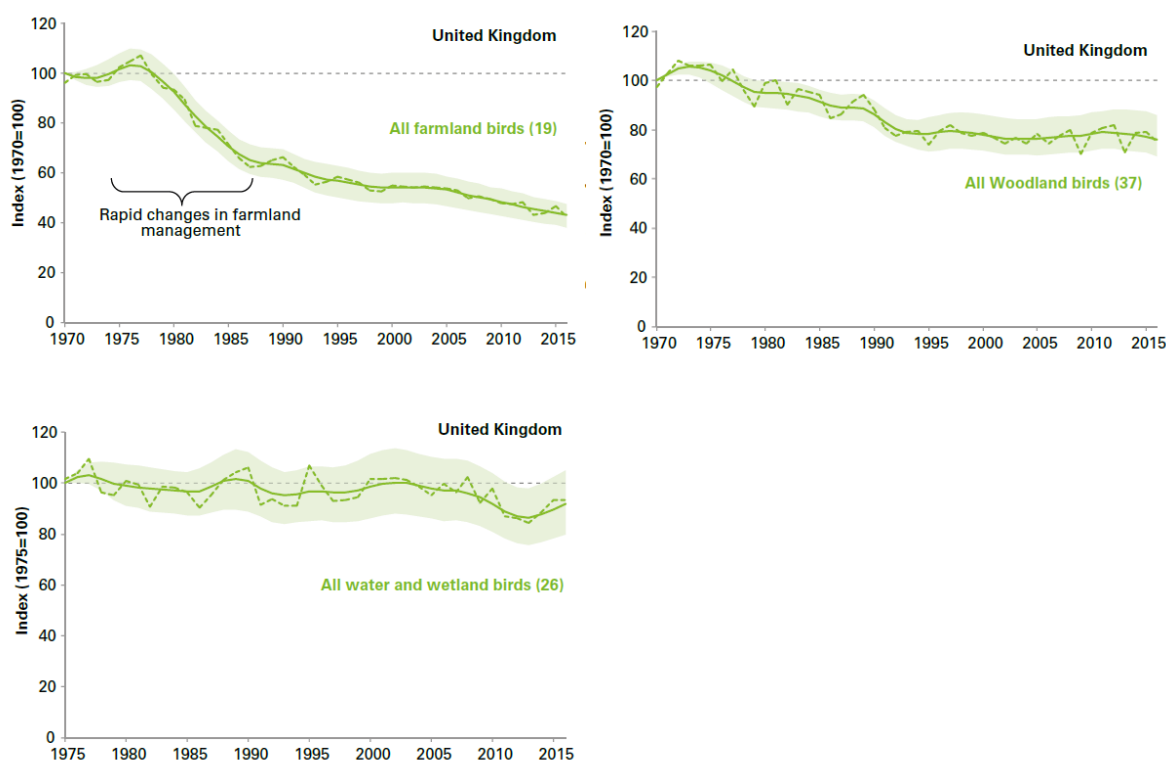 120
100
80
60
40
20
0
Index (1970=100)
United Kingdom
All farmland birds (19)
Rapid changes in farmland
management
1970 1975 1980 1985 1990 1995 2000 2005 2010 2015
120
100
80
60
40
20
0
Index (1970=100)
United Kingdom
All Woodland birds (37)
1970 1975 1980 1985 1990 1995 2000 2005 2010 2015
120
100
80
60
40
20
0
Index (1975=100)
United Kingdom
All water and wetland birds (26)
1975 1980 1985 1990 1995 2000 2005 2010 2015